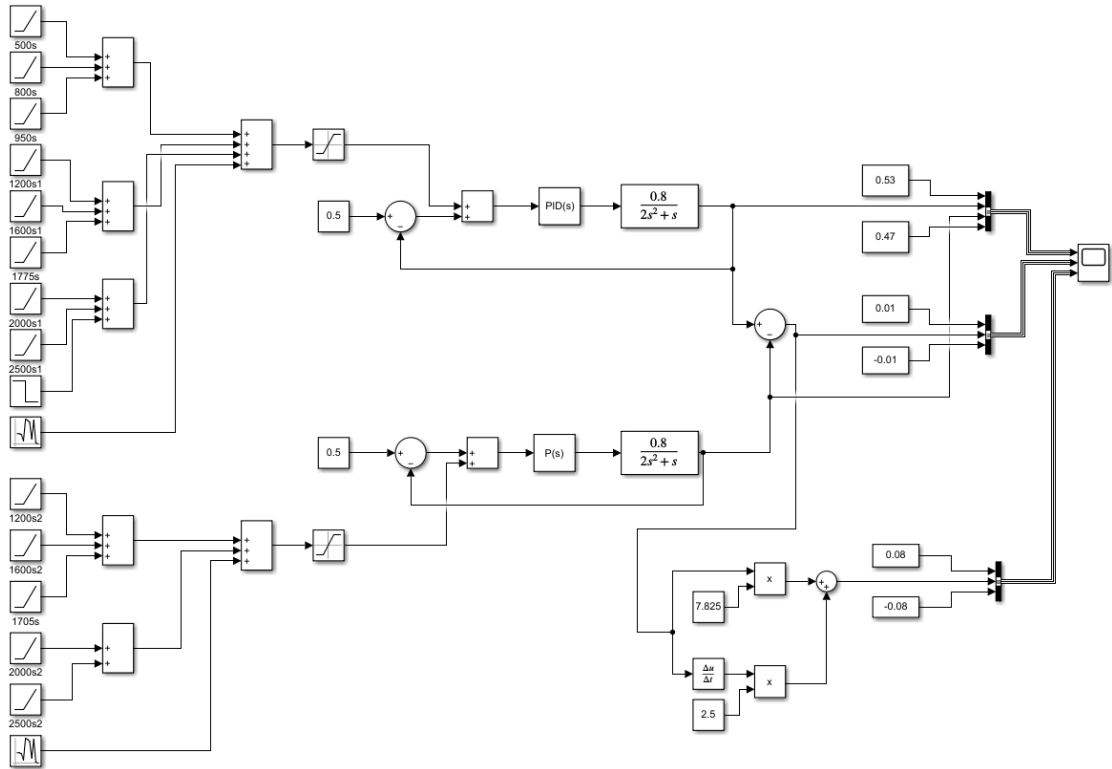 500s
800s
950s
1200s1
1600s1
1775s
2000s1
2500s1
+
+
+
+
+
+
+
+
+
+
+
+
+
0.5
+
−
+
+
PID(s)
0.8
2s² + s
0.53
0.47
+
−
0.01
-0.01
0.5
+
−
+
+
P(s)
0.8
2s² + s
1200s2
1600s2
1705s
2000s2
2500s2
+
+
+
+
+
+
+
+
7.825
x
+
+
0.08
-0.08
Δu
Δt
2.5
x